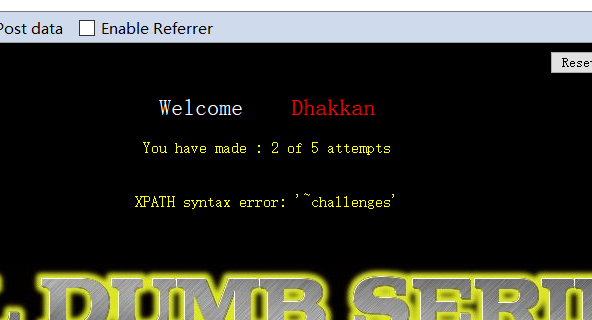 Post data Enable Referrer
Rese
Welcome Dhakkan
You have made : 2 of 5 attempts
XPATH syntax error: '~challenges'
DUMB SERI